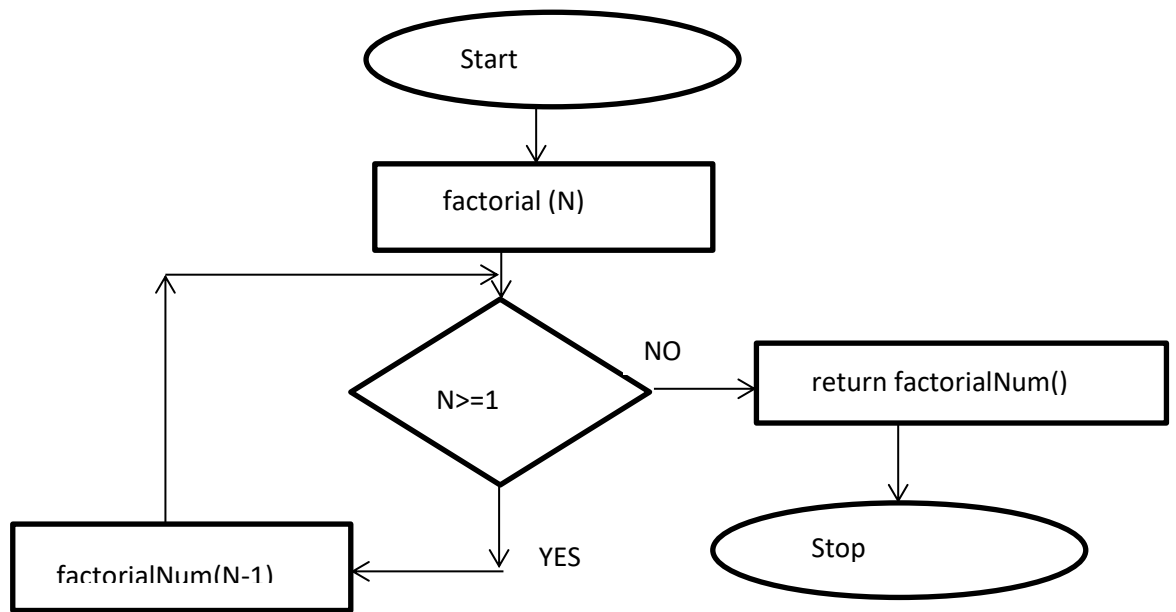 Start
factorial (N)
N>=1
NO
return factorialNum()
YES
factorialNum(N-1)
Stop